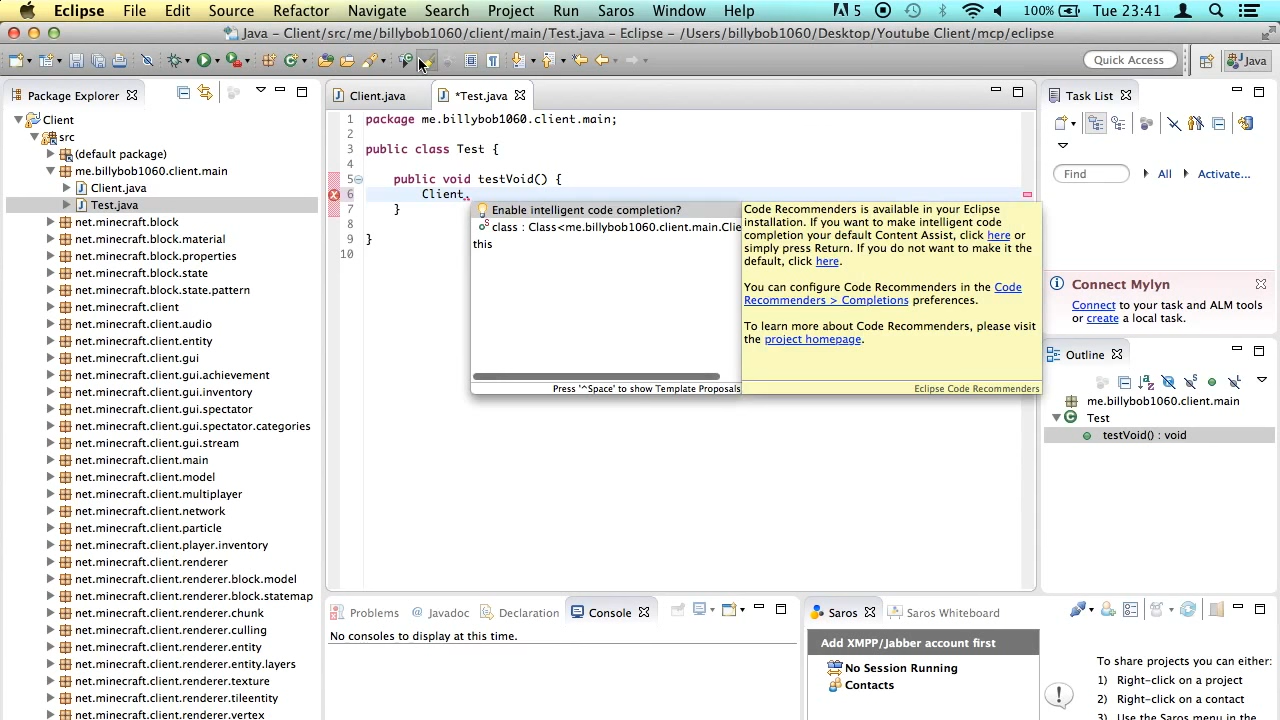 Eclipse File Edit Source Refactor Navigate Search Project Run Saros Window Help 5 100% Tue 23:41
Java - Client/src/me/billybob1060/client/main/Test.java - Eclipse - /Users/billybob1060/Desktop/Youtube Client/mcp/eclipse
Quick Access Java
Package Explorer
Client
src
(default package)
me.billybob1060.client.main
Client.java
Test.java
net.minecraft.block
net.minecraft.block.material
net.minecraft.block.properties
net.minecraft.block.state
net.minecraft.block.state.pattern
net.minecraft.client
net.minecraft.client.audio
net.minecraft.client.entity
net.minecraft.client.gui
net.minecraft.client.gui.achievement
net.minecraft.client.gui.inventory
net.minecraft.client.gui.spectator
net.minecraft.client.gui.spectator.categories
net.minecraft.client.gui.stream
net.minecraft.client.main
net.minecraft.client.model
net.minecraft.client.multiplayer
net.minecraft.client.network
net.minecraft.client.particle
net.minecraft.client.player.inventory
net.minecraft.client.renderer
net.minecraft.client.renderer.block.model
net.minecraft.client.renderer.block.statemap
net.minecraft.client.renderer.chunk
net.minecraft.client.renderer.culling
net.minecraft.client.renderer.entity
net.minecraft.client.renderer.entity.layers
net.minecraft.client.renderer.texture
net.minecraft.client.renderer.tileentity
net.minecraft.client.renderer.vertex
Client.java *Test.java
1 package me.billybob1060.client.main;
2
3 public class Test {
4
5 public void testVoid() {
6 Client.
7 }
8
9 }
10
Enable intelligent code completion?
class : Class<me.billybob1060.client.main.Clie
this
Press '^Space' to show Template Proposals
Code Recommenders is available in your Eclipse
installation. If you want to make intelligent code
completion your default Content Assist, click here or
simply press Return. If you do not want to make it the
default, click here.
You can configure Code Recommenders in the Code
Recommenders > Completions preferences.
To learn more about Code Recommenders, please visit
the project homepage.
Eclipse Code Recommenders
Task List
Find All Activate...
Connect Mylyn
Connect to your task and ALM tools
or create a local task.
Outline
me.billybob1060.client.main
Test
testVoid() : void
Problems Javadoc Declaration Console
No consoles to display at this time.
Saros Saros Whiteboard
Add XMPP/Jabber account first
No Session Running
Contacts
To share projects you can either:
1) Right-click on a project
2) Right-click on a contact
3) Use the Saros menu in the